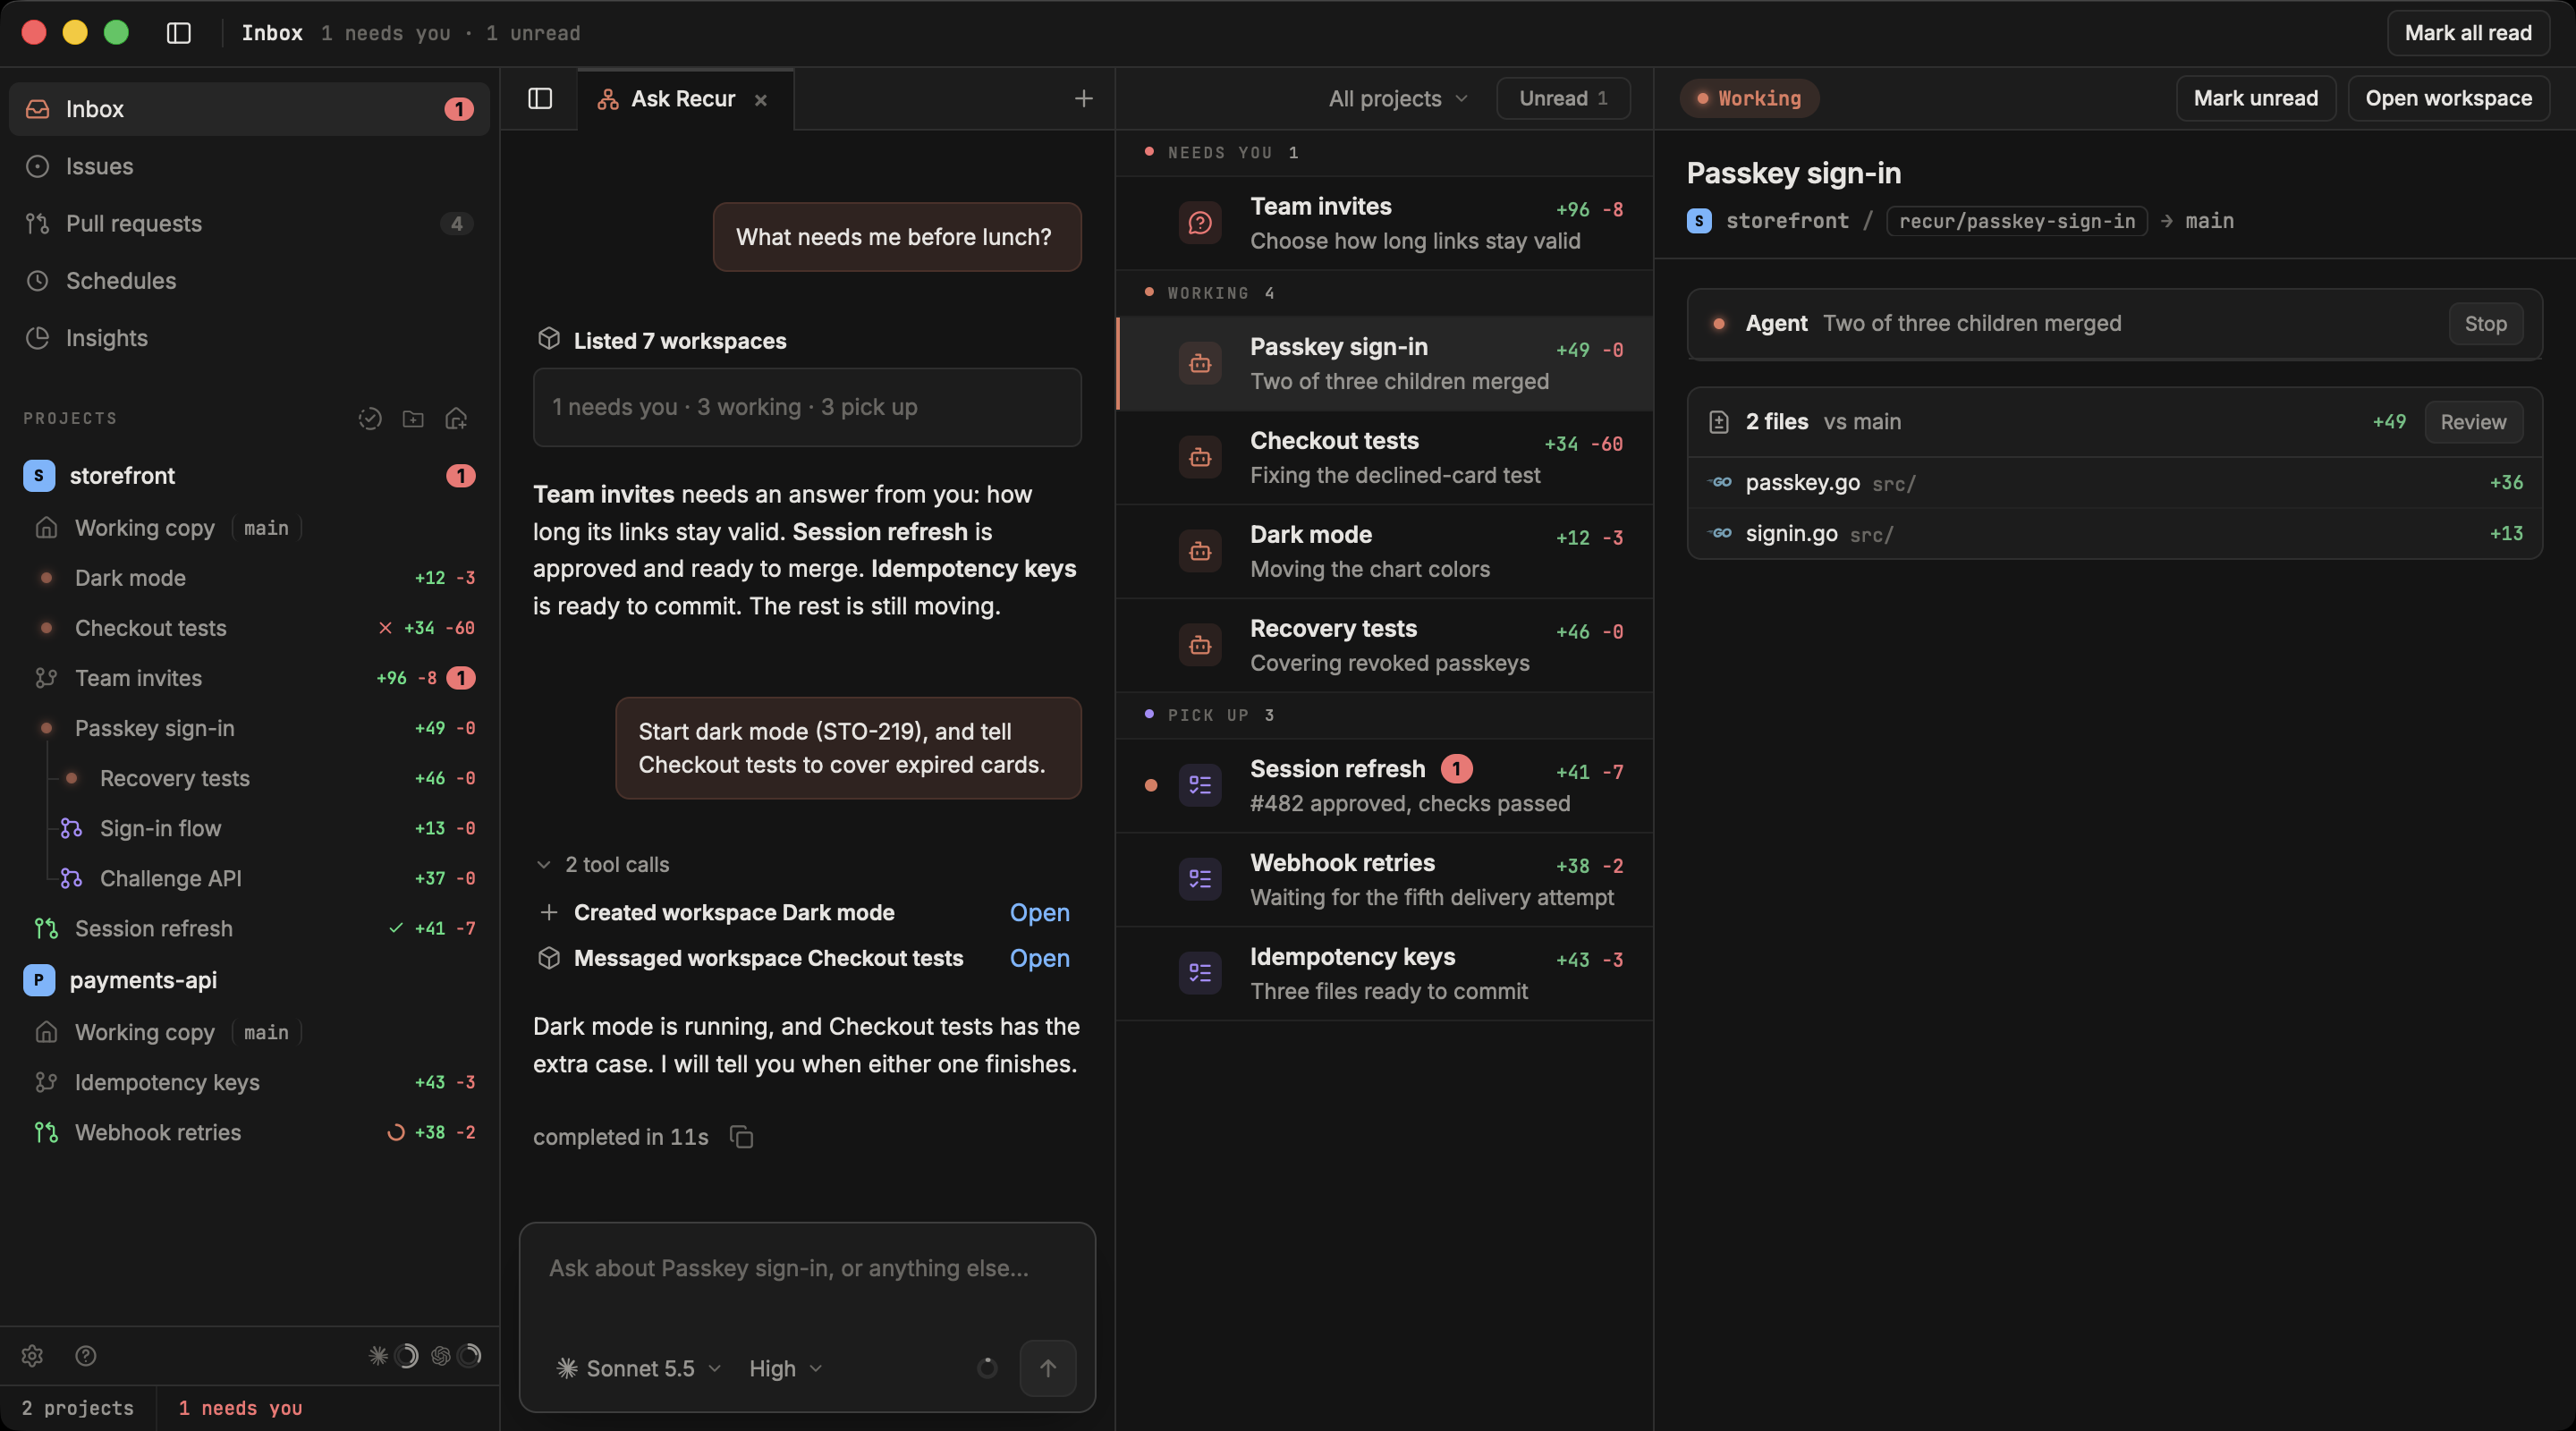 Inbox 1 needs you · 1 unread
Mark all read
Inbox 1
Issues
Pull requests 4
Schedules
Insights
PROJECTS
S storefront 1
Working copy main
Dark mode +12 -3
Checkout tests +34 -60
Team invites +96 -8 1
Passkey sign-in +49 -0
Recovery tests +46 -0
Sign-in flow +13 -0
Challenge API +37 -0
Session refresh +41 -7
P payments-api
Working copy main
Idempotency keys +43 -3
Webhook retries +38 -2
2 projects 1 needs you
Ask Recur
What needs me before lunch?
Listed 7 workspaces
1 needs you · 3 working · 3 pick up
Team invites needs an answer from you: how
long its links stay valid. Session refresh is
approved and ready to merge. Idempotency keys
is ready to commit. The rest is still moving.
Start dark mode (STO-219), and tell
Checkout tests to cover expired cards.
2 tool calls
Created workspace Dark mode Open
Messaged workspace Checkout tests Open
Dark mode is running, and Checkout tests has the
extra case. I will tell you when either one finishes.
completed in 11s
Ask about Passkey sign-in, or anything else...
Sonnet 5.5 High
All projects Unread 1
NEEDS YOU 1
Team invites +96 -8
Choose how long links stay valid
WORKING 4
Passkey sign-in +49 -0
Two of three children merged
Checkout tests +34 -60
Fixing the declined-card test
Dark mode +12 -3
Moving the chart colors
Recovery tests +46 -0
Covering revoked passkeys
PICK UP 3
Session refresh 1 +41 -7
#482 approved, checks passed
Webhook retries +38 -2
Waiting for the fifth delivery attempt
Idempotency keys +43 -3
Three files ready to commit
Working Mark unread Open workspace
Passkey sign-in
S storefront / recur/passkey-sign-in → main
Agent Two of three children merged Stop
2 files vs main +49 Review
GO passkey.go src/ +36
GO signin.go src/ +13